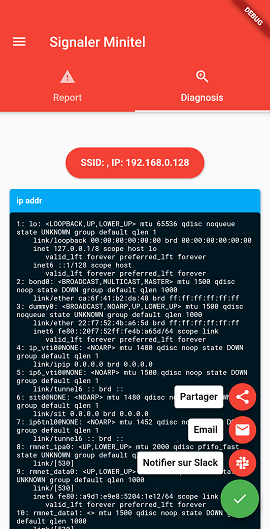 DEBUG
Signaler Minitel
Report
Diagnosis
SSID: , IP: 192.168.0.128
ip addr
1: lo: <LOOPBACK,UP,LOWER_UP> mtu 65536 qdisc noqueue
state UNKNOWN group default qlen 1
link/loopback 00:00:00:00:00:00 brd 00:00:00:00:00:00
inet 127.0.0.1/8 scope host lo
valid_lft forever preferred_lft forever
inet6 ::1/128 scope host
valid_lft forever preferred_lft forever
2: bond0: <BROADCAST,MULTICAST,MASTER> mtu 1500 qdisc
noop state DOWN group default qlen 1000
link/ether ca:6f:41:b2:da:48 brd ff:ff:ff:ff:ff:ff
3: dummy0: <BROADCAST,NOARP,UP,LOWER_UP> mtu 1500 qdisc
noqueue state UNKNOWN group default qlen 1000
link/ether 22:f7:52:4b:a6:5d brd ff:ff:ff:ff:ff:ff
inet6 fe80::20f7:52ff:fe4b:a65d/64 scope link
valid_lft forever preferred_lft forever
4: ip_vti0@NONE: <NOARP> mtu 1480 qdisc noop state DOWN
group default qlen 1
link/ipip 0.0.0.0 brd 0.0.0.0
5: ip6_vti0@NONE: <NOARP> mtu 1500 qdisc noop state DOWN
group default qlen 1
link/tunnel6 :: brd ::
6: sit0@NONE: <NOARP> mtu 1480 qdisc
group default qlen 1
link/sit 0.0.0.0 brd 0.0.0.0
7: ip6tnl0@NONE: <NOARP> mtu 1452 qdisc
DOWN group default qlen 1
link/tunnel6 :: brd ::
8: rmnet_ipa0: <UP,LOWER_UP> mtu 2000 qdisc pfifo_fast
state UNKNOWN group default qlen 1000
link/[530]
9: rmnet_data0: <UP,LOWER_UP>
UNKNOWN group default qlen 1000
link/[530]
inet6 fe80::a9d1:e9e8:5204:1e12/64 scope link
valid_lft forever preferred_lft forever
10: rmnet_data1: <> mtu 1500 qdisc noop state DOWN
group default qlen 1000
link/[530]
Partager
Email
Notifier sur Slack